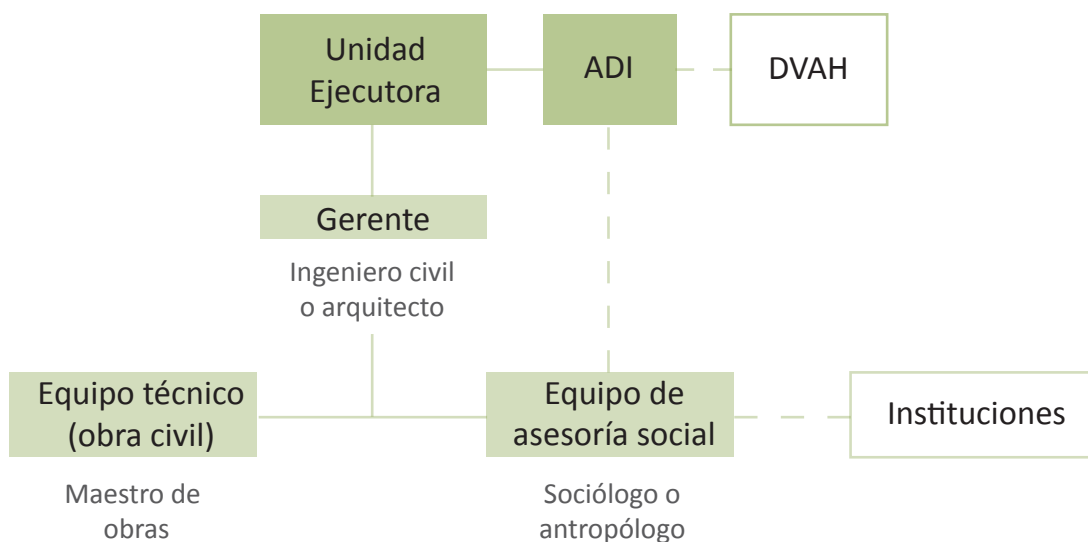 Unidad
Ejecutora
ADI
DVAH
Gerente
Ingeniero civil
o arquitecto
Equipo técnico
(obra civil)
Equipo de
asesoría social
Instituciones
Maestro de
obras
Sociólogo o
antropólogo